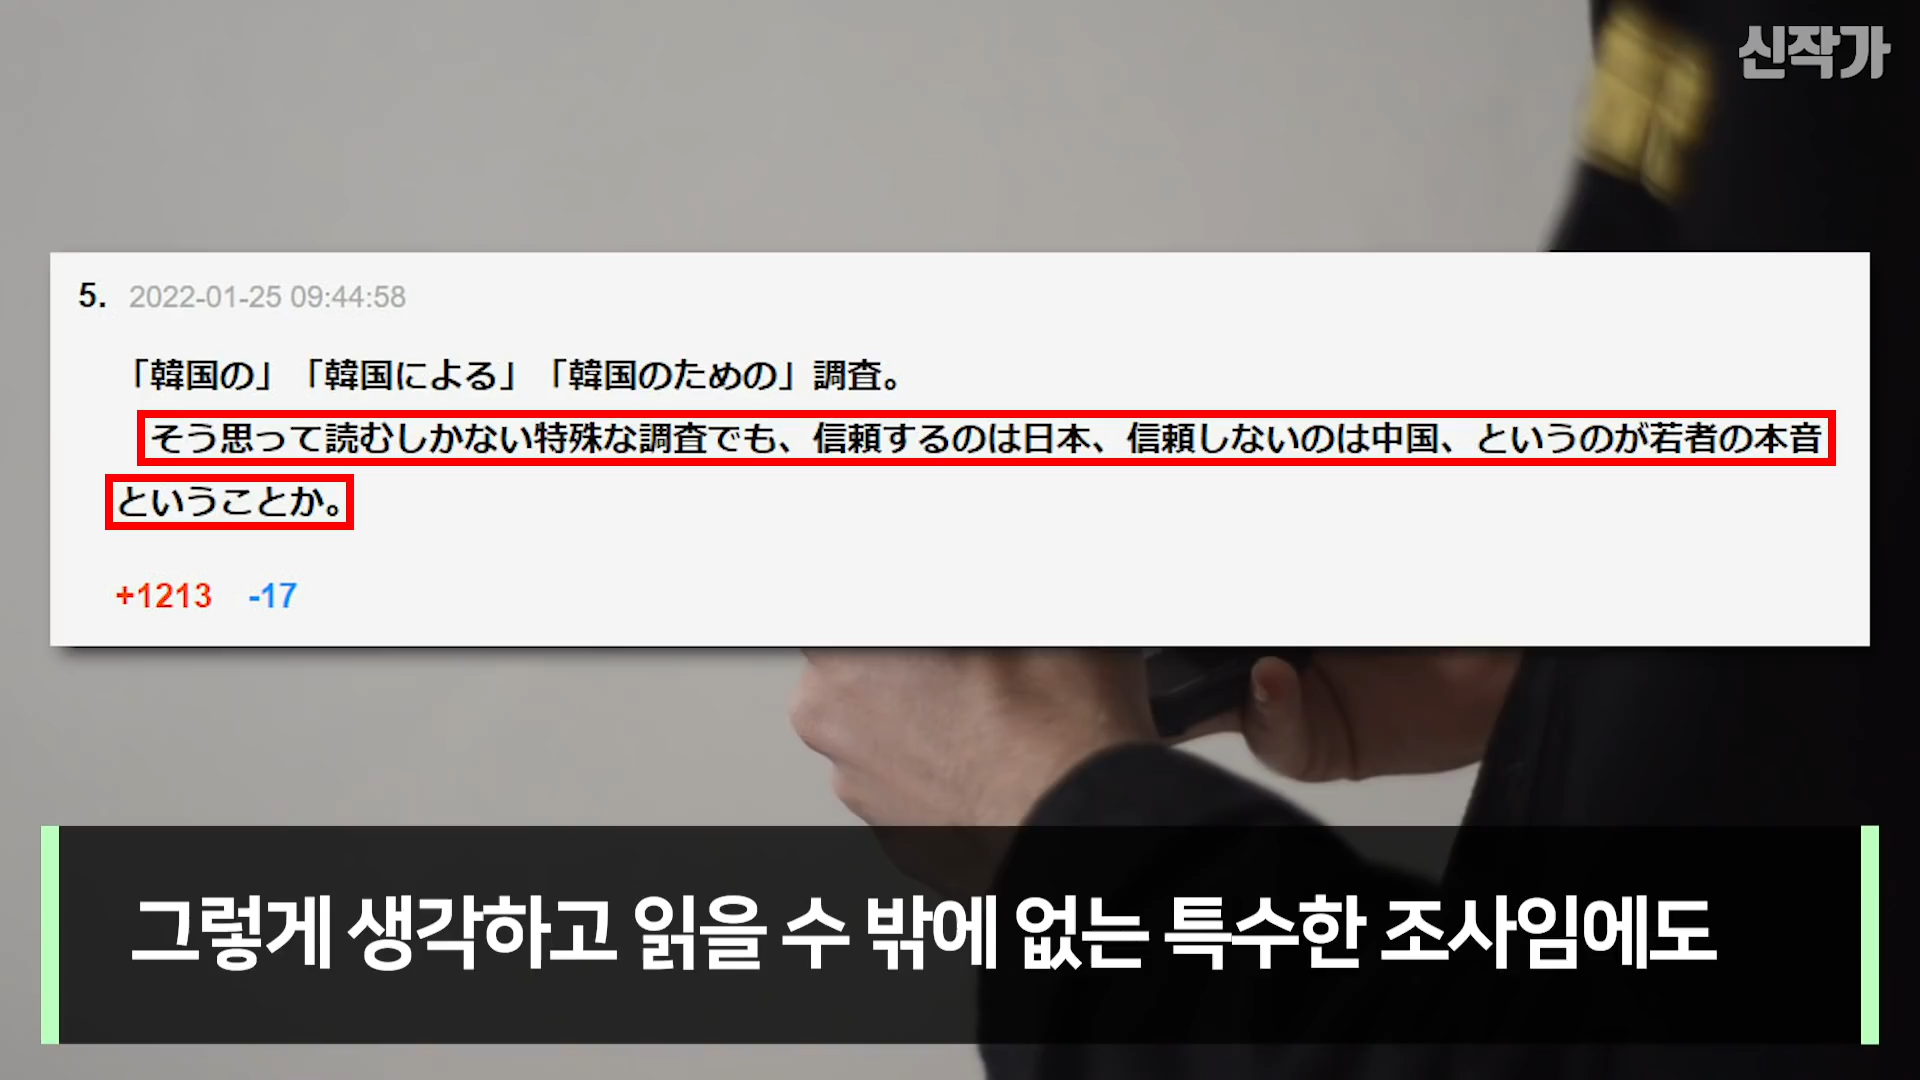 신작가
5. 2022-01-25 09:44:58
「韓国の」「韓国による」「韓国のための」調査。
そう思って読むしかない特殊な調査でも、信頼するのは日本、信頼しないのは中国、というのが若者の本音
ということか。
+1213 -17
그렇게 생각하고 읽을 수 밖에 없는 특수한 조사임에도